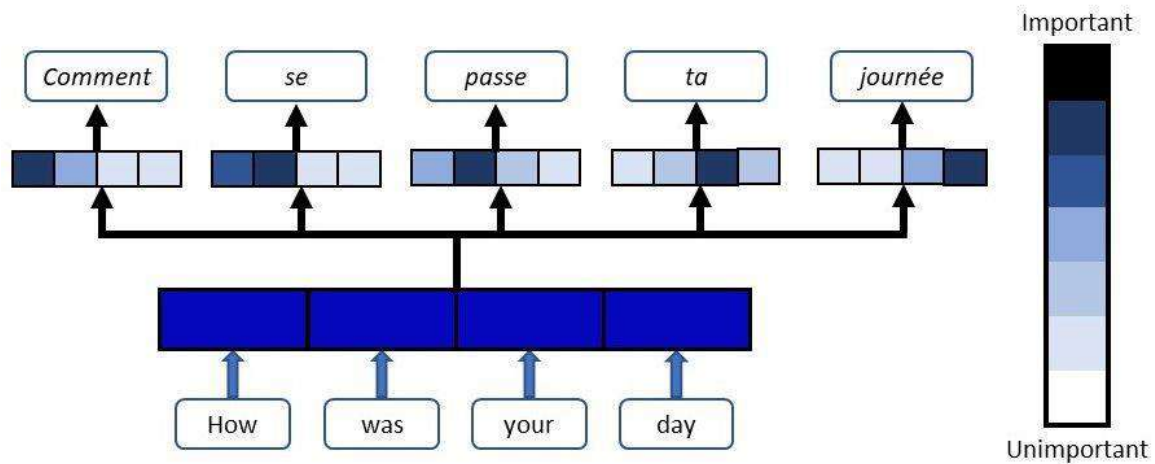 Important
Comment
se
passe
ta
journée
How
was
your
day
Unimportant